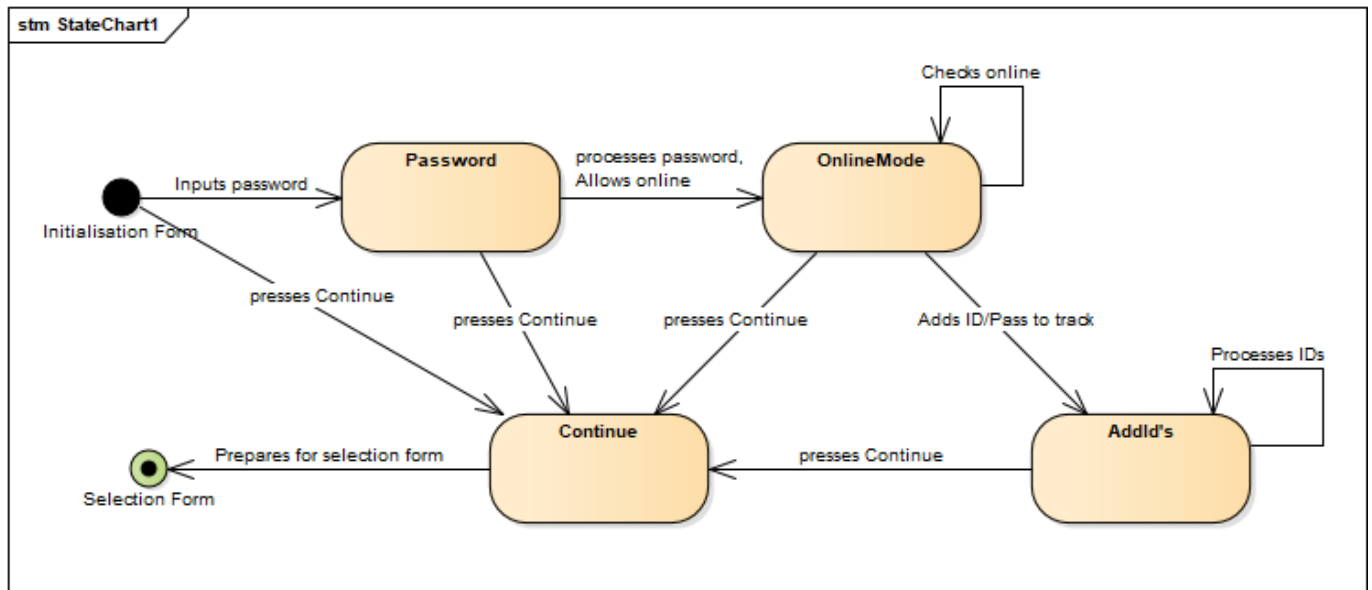 stm StateChart1
Checks online
Password
processes password,
Allows online
OnlineMode
Inputs password
Initialisation Form
presses Continue
presses Continue
presses Continue
Adds ID/Pass to track
Processes IDs
Continue
AddId's
Prepares for selection form
presses Continue
Selection Form